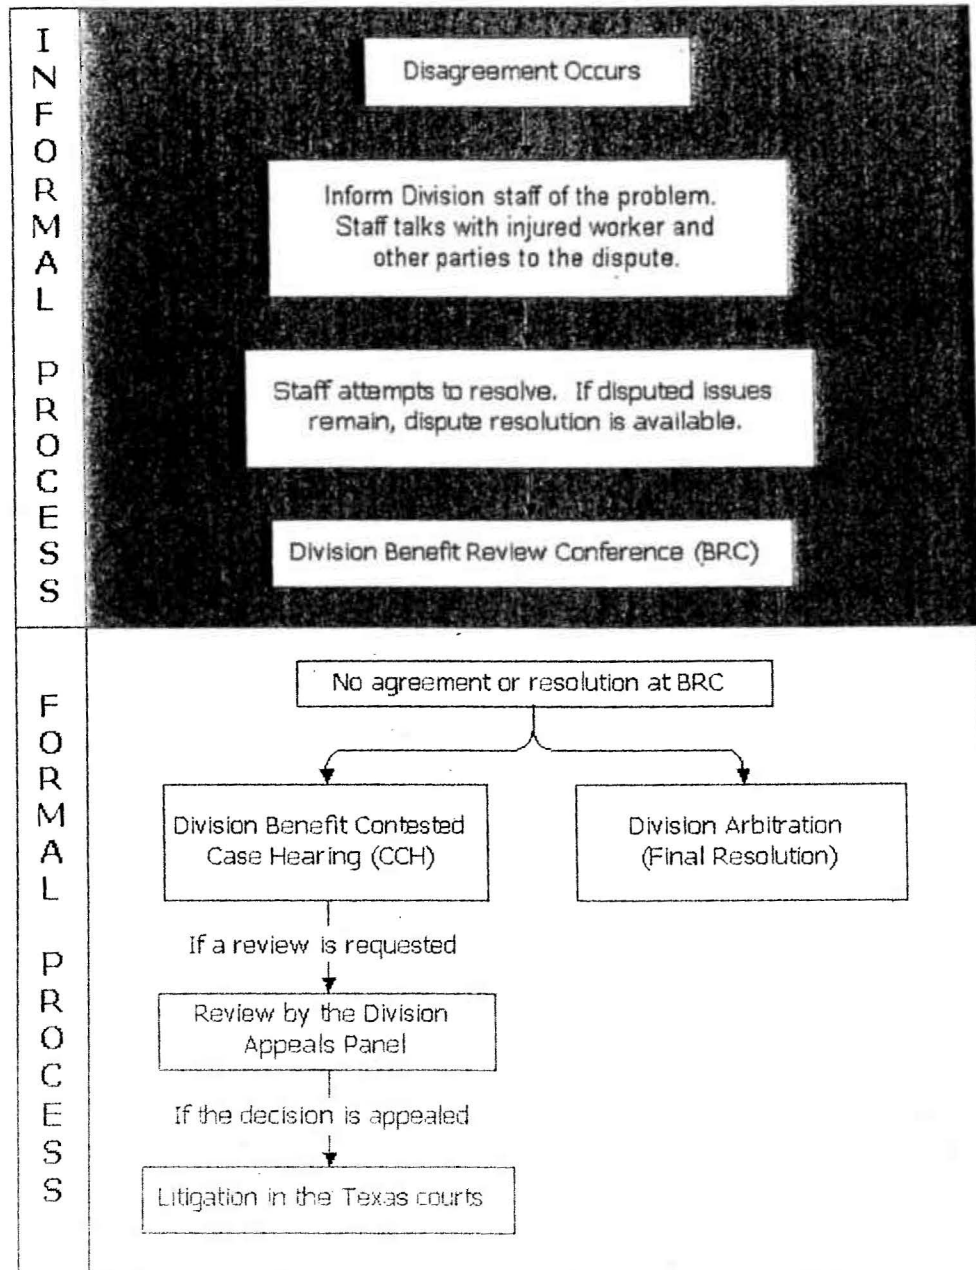 INFORMAL PROCESS
Disagreement Occurs
Inform Division staff of the problem.
Staff talks with injured worker and
other parties to the dispute.
Staff attempts to resolve. If disputed issues
remain, dispute resolution is available.
Division Benefit Review Conference (BRC)
FORMAL PROCESS
No agreement or resolution at BRC
Division Benefit Contested
Case Hearing (CCH)
Division Arbitration
(Final Resolution)
If a review is requested
Review by the Division
Appeals Panel
If the decision is appealed
Litigation in the Texas courts